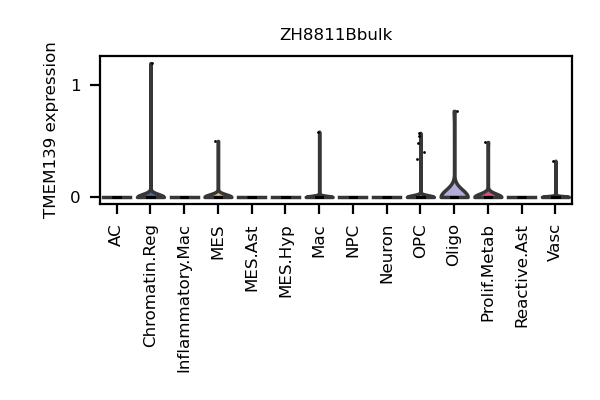 ZH8811Bbulk
TMEM139 expression
1
0
AC
Chromatin.Reg
Inflammatory.Mac
MES
MES.Ast
MES.Hyp
Mac
NPC
Neuron
OPC
Oligo
Prolif.Metab
Reactive.Ast
Vasc